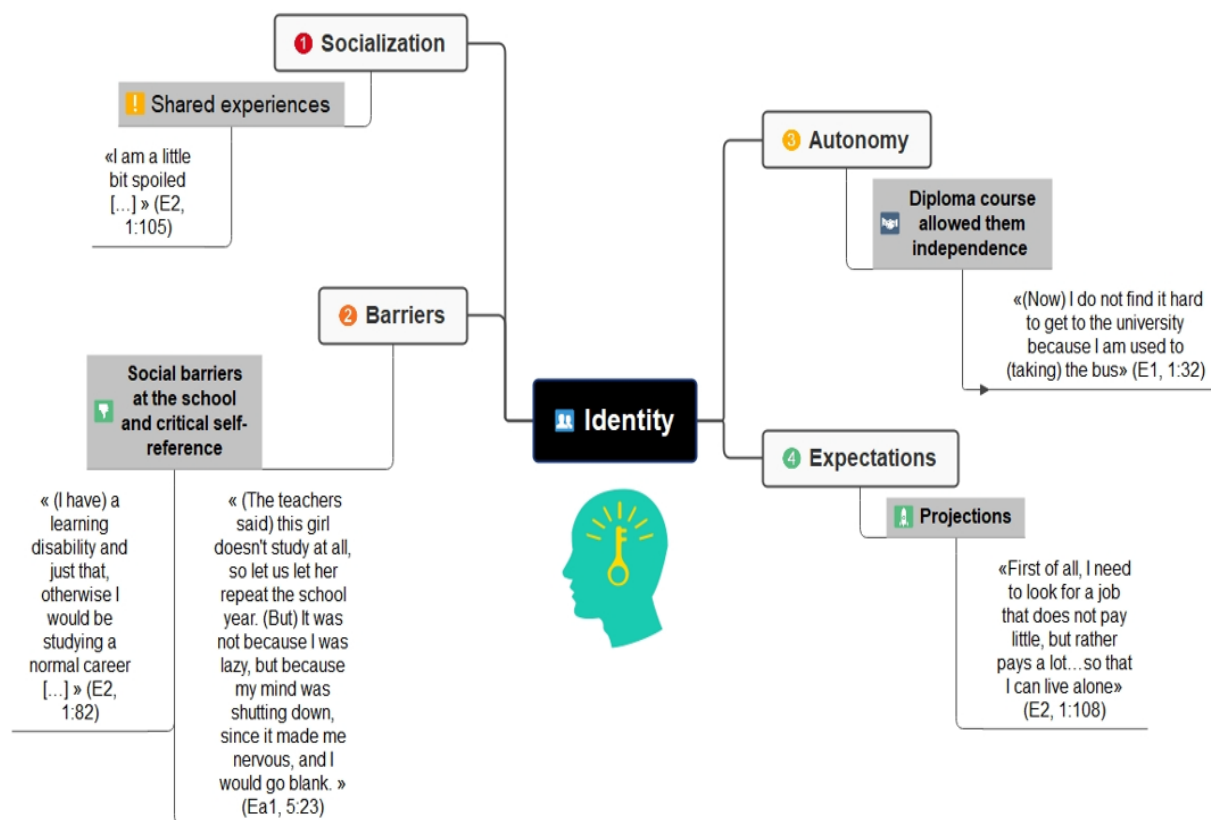 1 Socialization
! Shared experiences
«I am a little
bit spoiled
[...] » (E2,
1:105)
2 Barriers
Social barriers
at the school
and critical self-
reference
« (I have) a
learning
disability and
just that,
otherwise I
would be
studying a
normal career
[...] » (E2,
1:82)
« (The teachers
said) this girl
doesn't study at all,
so let us let her
repeat the school
year. (But) It was
not because I was
lazy, but because
my mind was
shutting down,
since it made me
nervous, and I
would go blank. »
(Ea1, 5:23)
Identity
3 Autonomy
Diploma course
allowed them
independence
«(Now) I do not find it hard
to get to the university
because I am used to
(taking) the bus» (E1, 1:32)
4 Expectations
Projections
«First of all, I need
to look for a job
that does not pay
little, but rather
pays a lot...so that
I can live alone»
(E2, 1:108)